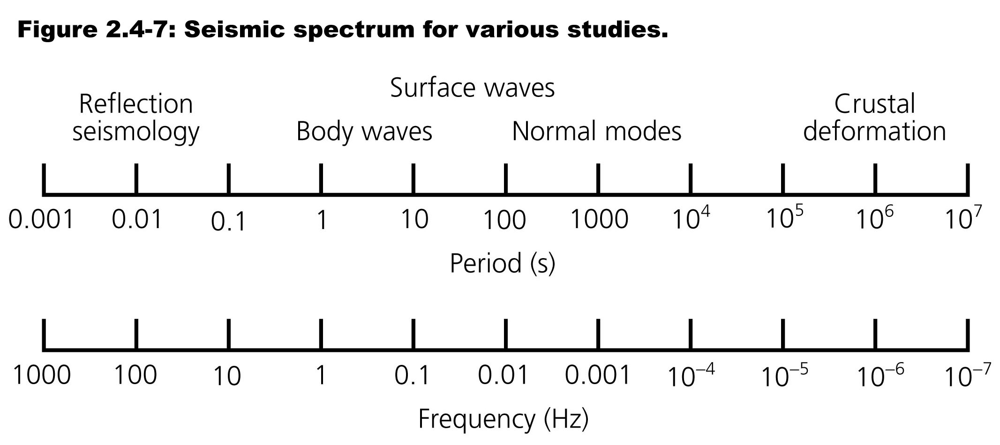 Figure 2.4-7: Seismic spectrum for various studies.
Surface waves
Reflection
seismology
Body waves
Normal modes
Crustal
deformation
0.001 0.01 0.1 1 10 100 1000 10⁴ 10⁵ 10⁶ 10⁷
Period (s)
1000 100 10 1 0.1 0.01 0.001 10⁻⁴ 10⁻⁵ 10⁻⁶ 10⁻⁷
Frequency (Hz)